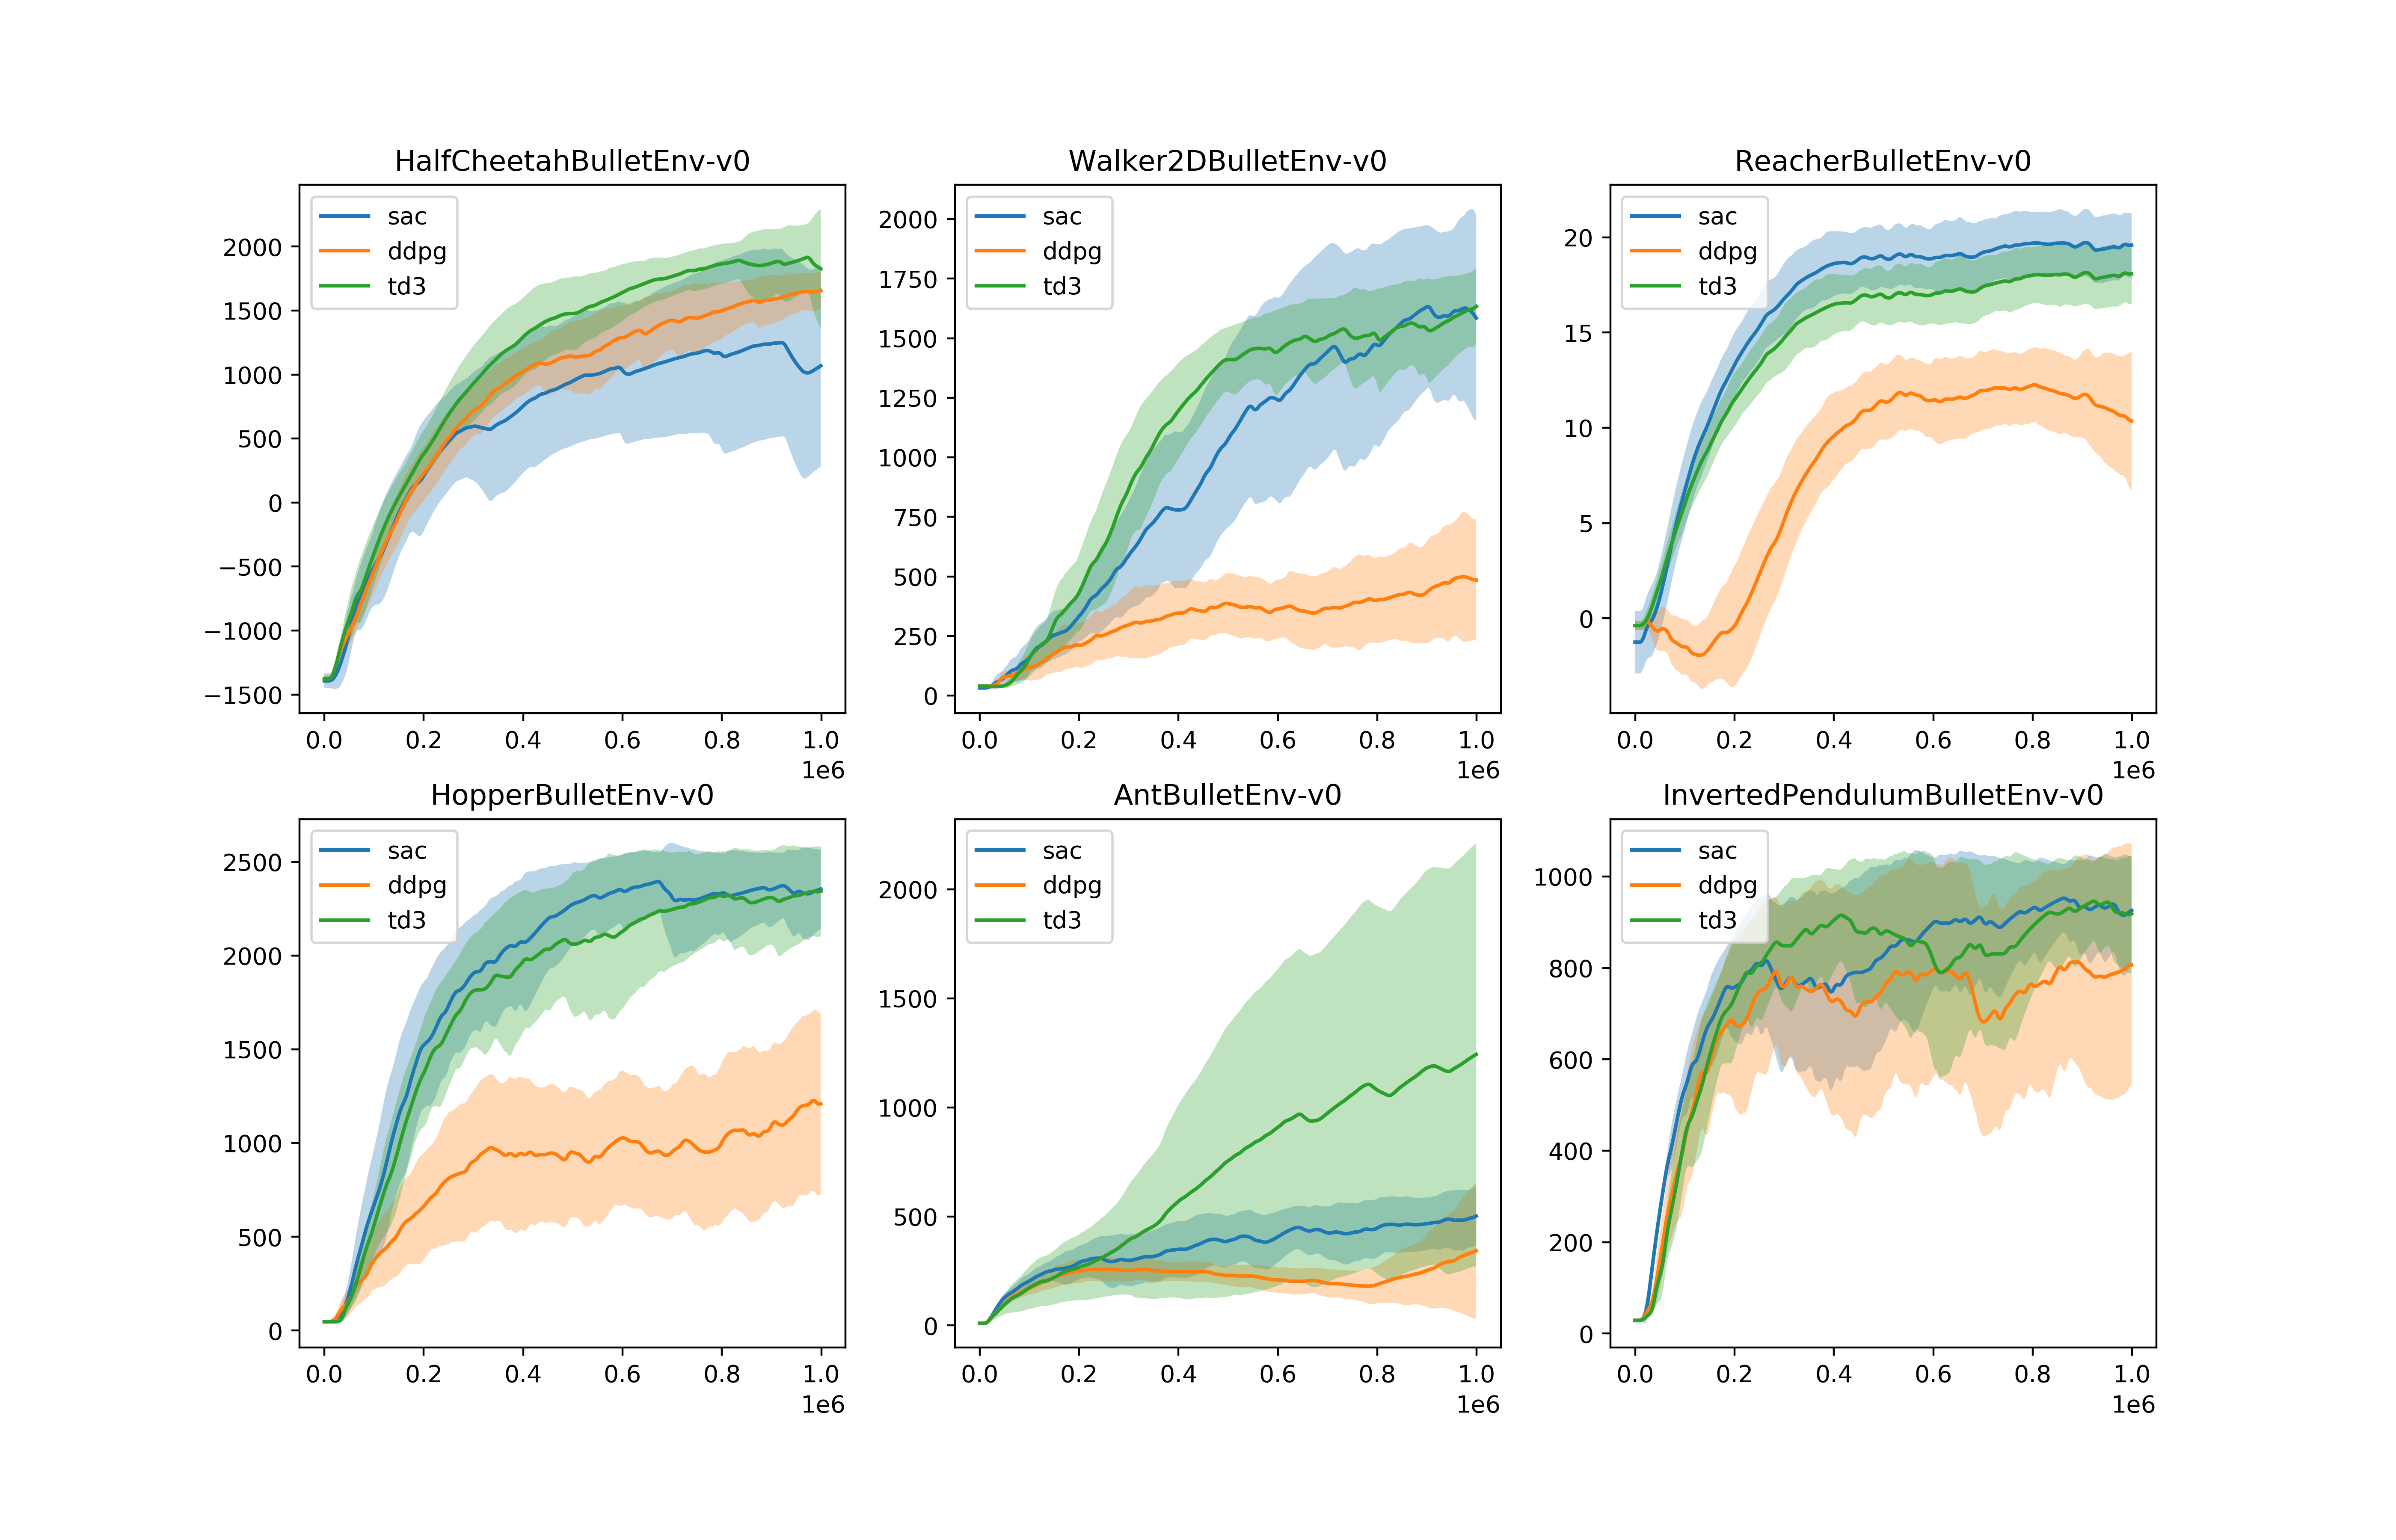 HalfCheetahBulletEnv-v0
sac
ddpg
td3
2000
1500
1000
500
0
−500
−1000
−1500
0.0 0.2 0.4 0.6 0.8 1.0
1e6
Walker2DBulletEnv-v0
sac
ddpg
td3
2000
1750
1500
1250
1000
750
500
250
0
0.0 0.2 0.4 0.6 0.8 1.0
1e6
ReacherBulletEnv-v0
sac
ddpg
td3
20
15
10
5
0
0.0 0.2 0.4 0.6 0.8 1.0
1e6
HopperBulletEnv-v0
sac
ddpg
td3
2500
2000
1500
1000
500
0
0.0 0.2 0.4 0.6 0.8 1.0
1e6
AntBulletEnv-v0
sac
ddpg
td3
2000
1500
1000
500
0
0.0 0.2 0.4 0.6 0.8 1.0
1e6
InvertedPendulumBulletEnv-v0
sac
ddpg
td3
1000
800
600
400
200
0
0.0 0.2 0.4 0.6 0.8 1.0
1e6